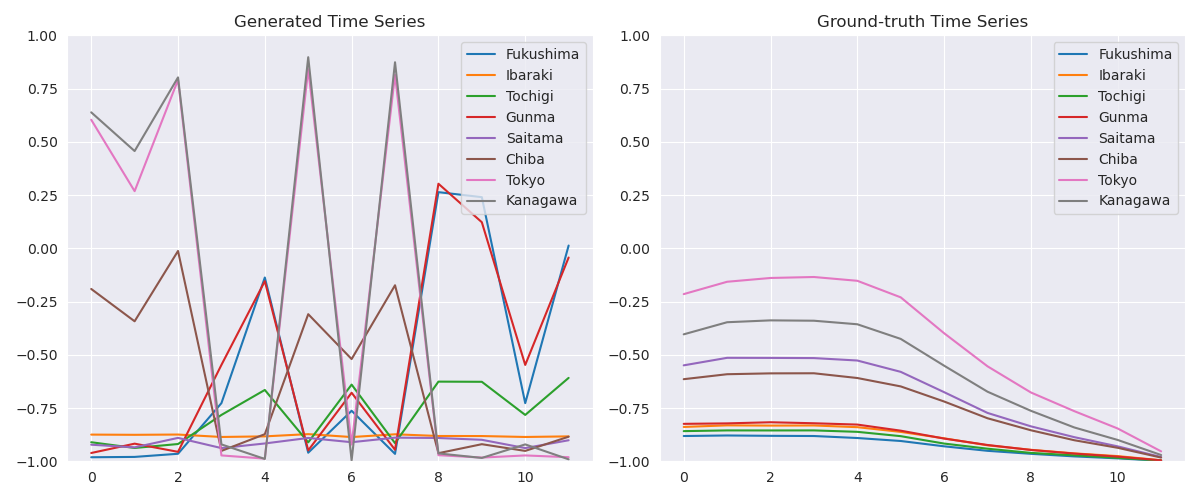 Generated Time Series
1.00
0.75
0.50
0.25
0.00
−0.25
−0.50
−0.75
−1.00
0 2 4 6 8 10
Fukushima
Ibaraki
Tochigi
Gunma
Saitama
Chiba
Tokyo
Kanagawa
Ground-truth Time Series
1.00
0.75
0.50
0.25
0.00
−0.25
−0.50
−0.75
−1.00
0 2 4 6 8 10
Fukushima
Ibaraki
Tochigi
Gunma
Saitama
Chiba
Tokyo
Kanagawa